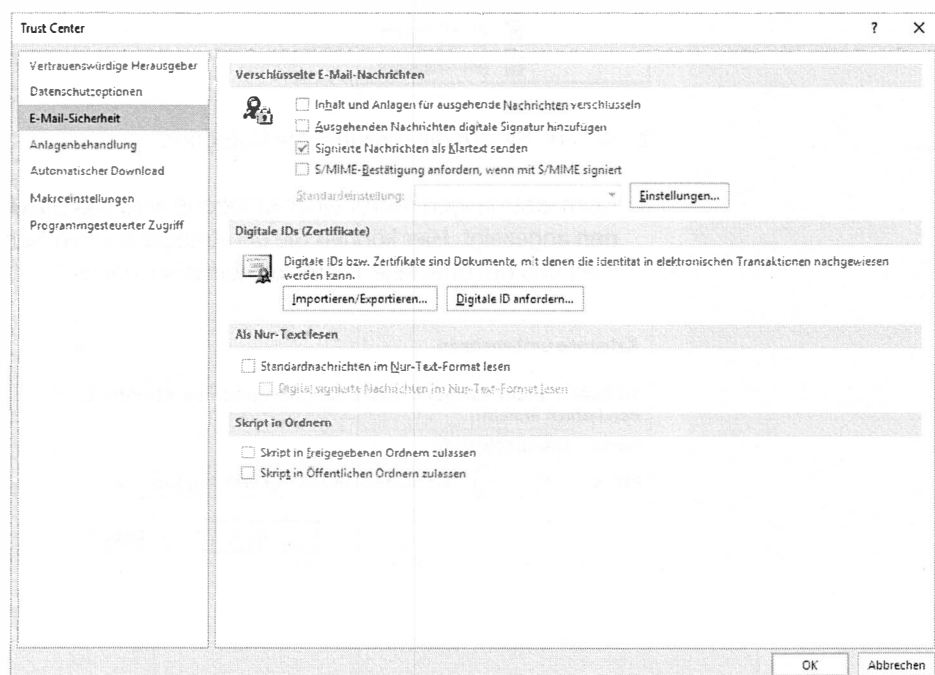 Trust Center
? ×
Vertrauenswürdige Herausgeber
Datenschutzoptionen
E-Mail-Sicherheit
Anlagenbehandlung
Automatischer Download
Makroeinstellungen
Programmgesteuerter Zugriff
Verschlüsselte E-Mail-Nachrichten
Inhalt und Anlagen für ausgehende Nachrichten verschlüsseln
Ausgehenden Nachrichten digitale Signatur hinzufügen
Signierte Nachrichten als Klartext senden
S/MIME-Bestätigung anfordern, wenn mit S/MIME signiert
Standardeinstellung:
Einstellungen...
Digitale IDs (Zertifikate)
Digitale IDs bzw. Zertifikate sind Dokumente, mit denen die Identität in elektronischen Transaktionen nachgewiesen
werden kann.
Importieren/Exportieren...
Digitale ID anfordern...
Als Nur-Text lesen
Standardnachrichten im Nur-Text-Format lesen
Digital signierte Nachrichten im Nur-Text-Format lesen
Skript in Ordnern
Skript in freigegebenen Ordnern zulassen
Skript in Öffentlichen Ordnern zulassen
OK
Abbrechen